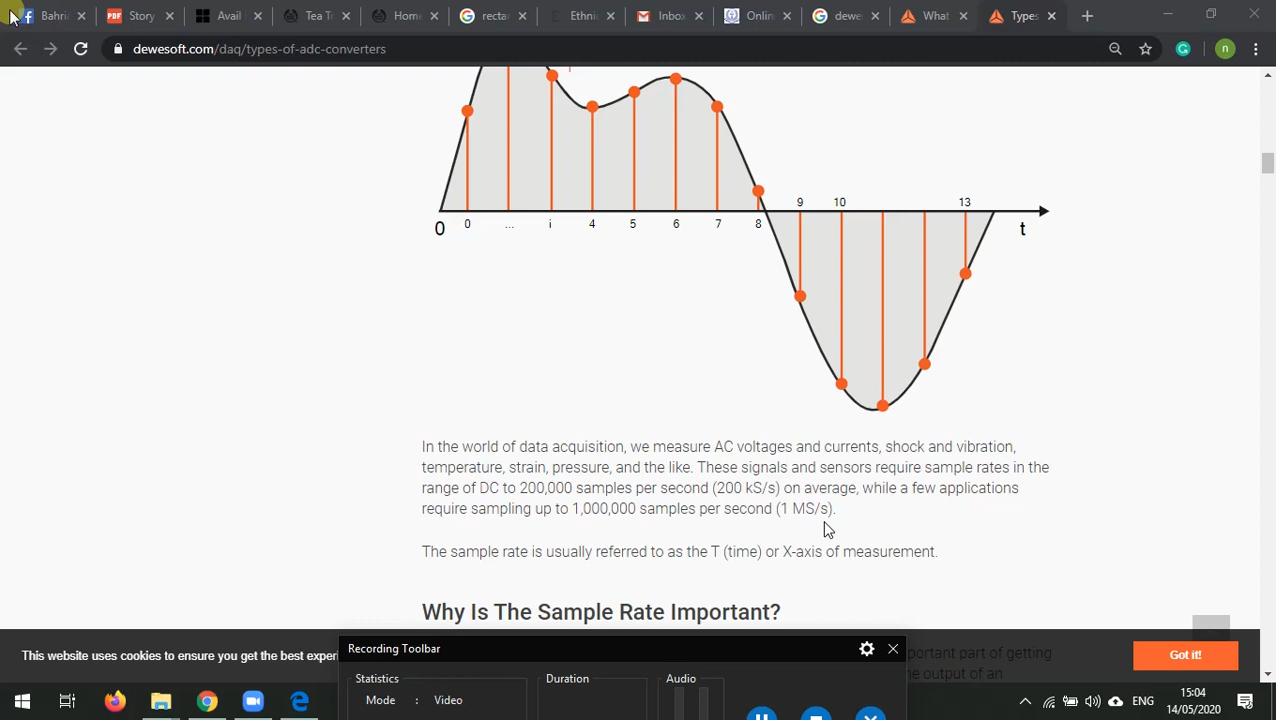 Bahri
Story
Avail
Tea Tr
Home
recta
Ethni
Inbox
Onlin
dewe
What
Types
dewesoft.com/daq/types-of-adc-converters
n
0 0 ... i 4 5 6 7 8 9 10 13 t
In the world of data acquisition, we measure AC voltages and currents, shock and vibration,
temperature, strain, pressure, and the like. These signals and sensors require sample rates in the
range of DC to 200,000 samples per second (200 kS/s) on average, while a few applications
require sampling up to 1,000,000 samples per second (1 MS/s).
The sample rate is usually referred to as the T (time) or X-axis of measurement.
Why Is The Sample Rate Important?
portant part of getting
he output of an
This website uses cookies to ensure you get the best experi
Got it!
Recording Toolbar
Statistics
Duration
Audio
Mode : Video
ENG
15:04
14/05/2020